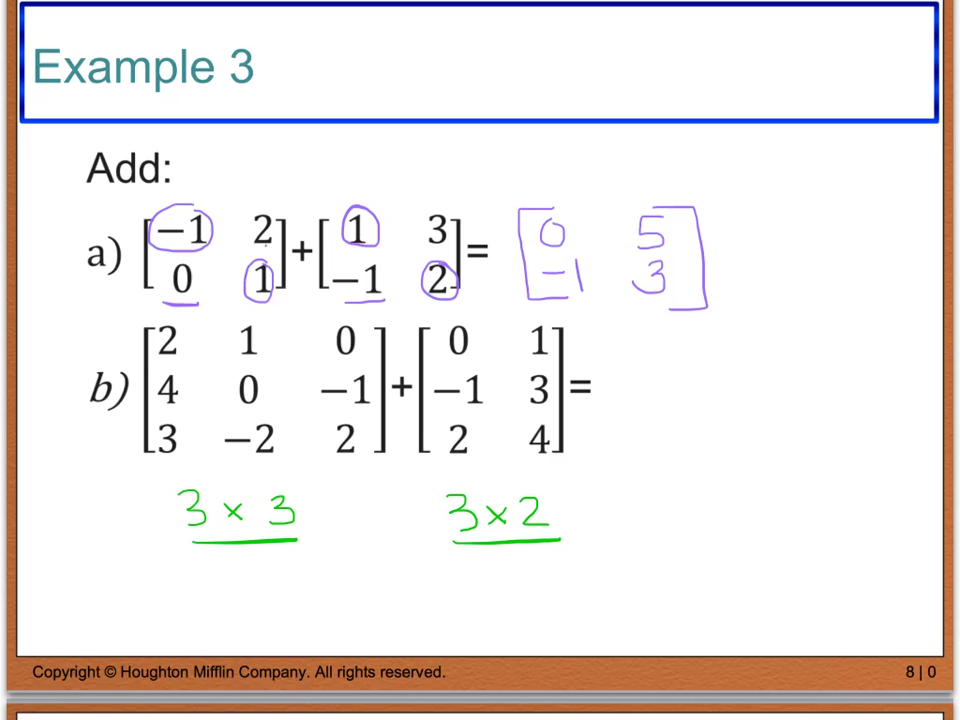 Example 3
Add:
a) [−1 2] + [1 3] = [0 5]
[0 1] [−1 2] [−1 3]
b) [2 1 0] + [0 1] =
[4 0 −1] [−1 3]
[3 −2 2] [2 4]
3 × 3 3 × 2
Copyright © Houghton Mifflin Company. All rights reserved. 8 | 0